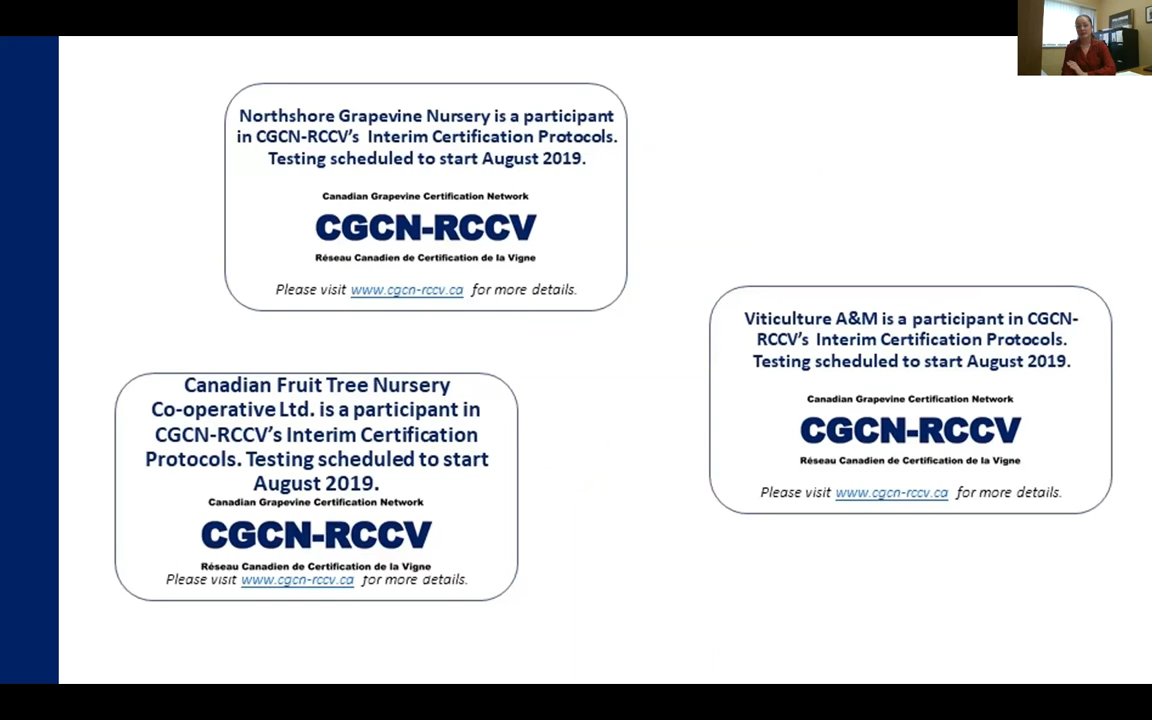 Northshore Grapevine Nursery is a participant
in CGCN-RCCV's Interim Certification Protocols.
Testing scheduled to start August 2019.
Canadian Grapevine Certification Network
CGCN-RCCV
Réseau Canadien de Certification de la Vigne
Please visit www.cgcn-rccv.ca for more details.
Viticulture A&M is a participant in CGCN-
RCCV's Interim Certification Protocols.
Testing scheduled to start August 2019.
Canadian Grapevine Certification Network
CGCN-RCCV
Réseau Canadien de Certification de la Vigne
Please visit www.cgcn-rccv.ca for more details.
Canadian Fruit Tree Nursery
Co-operative Ltd. is a participant in
CGCN-RCCV's Interim Certification
Protocols. Testing scheduled to start
August 2019.
Canadian Grapevine Certification Network
CGCN-RCCV
Réseau Canadien de Certification de la Vigne
Please visit www.cgcn-rccv.ca for more details.